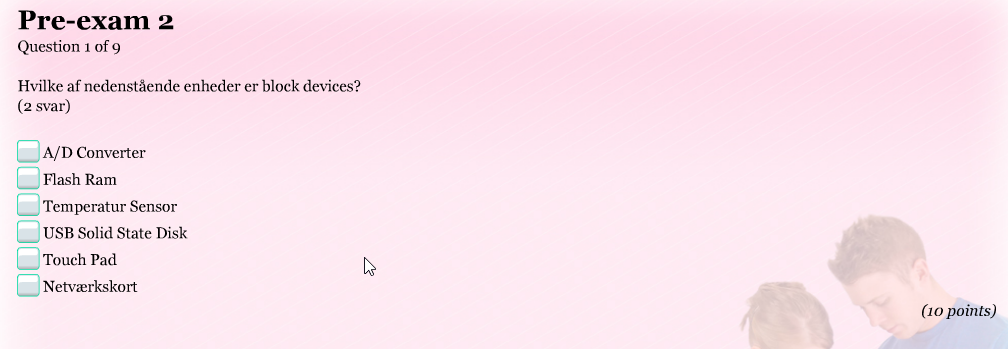 Pre-exam 2
Question 1 of 9
Hvilke af nedenstående enheder er block devices?
(2 svar)
A/D Converter
Flash Ram
Temperatur Sensor
USB Solid State Disk
Touch Pad
Netværkskort
(10 points)